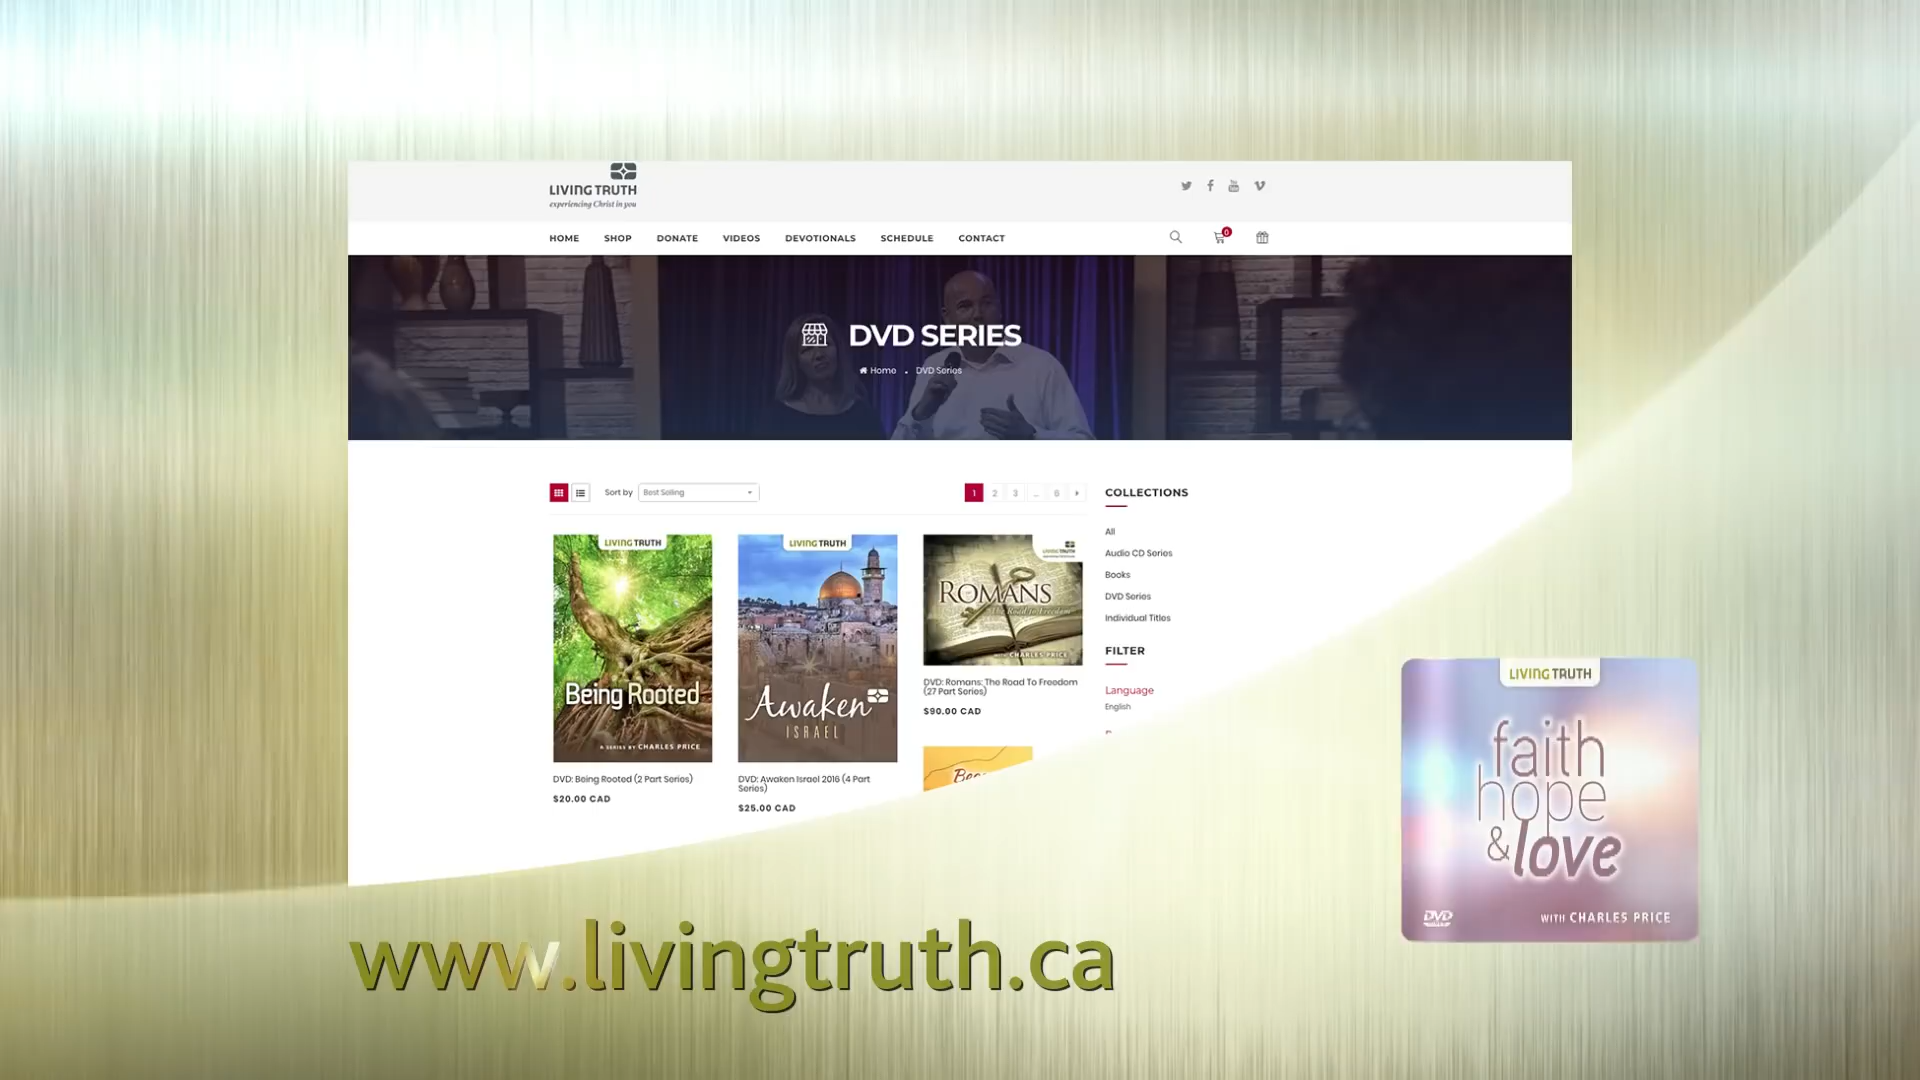 LIVING TRUTH
experiencing Christ in you
HOME SHOP DONATE VIDEOS DEVOTIONALS SCHEDULE CONTACT
0
DVD SERIES
Home . DVD Series
Sort by Best Selling
1 2 3 ... 6
COLLECTIONS
All
Audio CD Series
Books
DVD Series
Individual Titles
FILTER
Language
English
LIVING TRUTH
Being Rooted
A SERIES BY CHARLES PRICE
DVD: Being Rooted (2 Part Series)
$20.00 CAD
LIVING TRUTH
Awaken
ISRAEL
DVD: Awaken Israel 2016 (4 Part
Series)
$25.00 CAD
LIVING TRUTH
ROMANS
The Road To Freedom
WITH CHARLES PRICE
DVD: Romans: The Road To Freedom
(27 Part Series)
$90.00 CAD
LIVING TRUTH
faith
hope
& love
DVD
WITH CHARLES PRICE
www.livingtruth.ca